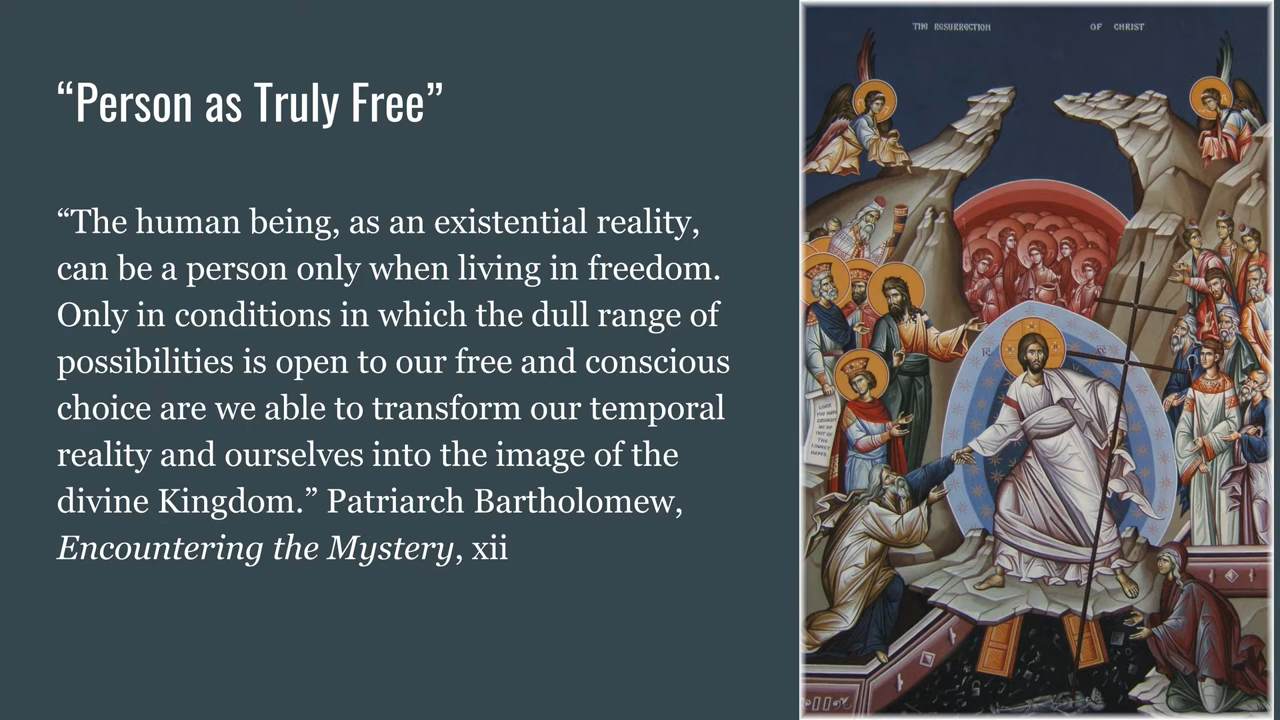 “Person as Truly Free”
“The human being, as an existential reality,
can be a person only when living in freedom.
Only in conditions in which the dull range of
possibilities is open to our free and conscious
choice are we able to transform our temporal
reality and ourselves into the image of the
divine Kingdom.” Patriarch Bartholomew,
Encountering the Mystery, xii
THE RESURRECTION OF CHRIST
IC XC